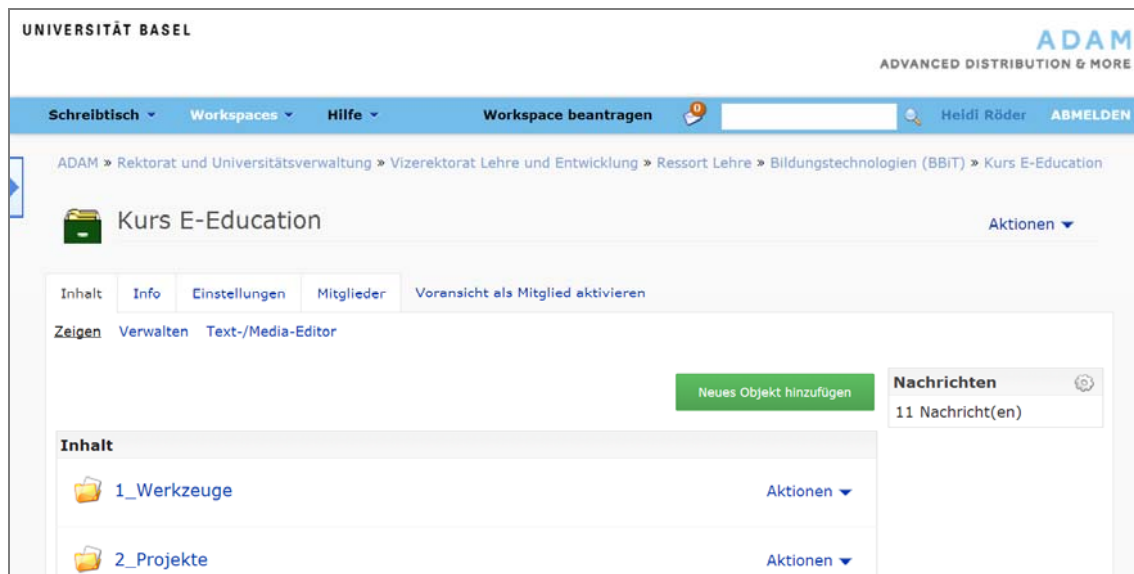 UNIVERSITÄT BASEL
ADAM
ADVANCED DISTRIBUTION & MORE
Schreibtisch Workspaces Hilfe Workspace beantragen 0 Heidi Röder ABMELDEN
ADAM » Rektorat und Universitätsverwaltung » Vizerektorat Lehre und Entwicklung » Ressort Lehre » Bildungstechnologien (BBiT) » Kurs E-Education
Kurs E-Education Aktionen
Inhalt Info Einstellungen Mitglieder Voransicht als Mitglied aktivieren
Zeigen Verwalten Text-/Media-Editor
Neues Objekt hinzufügen Nachrichten
11 Nachricht(en)
Inhalt
1_Werkzeuge Aktionen
2_Projekte Aktionen